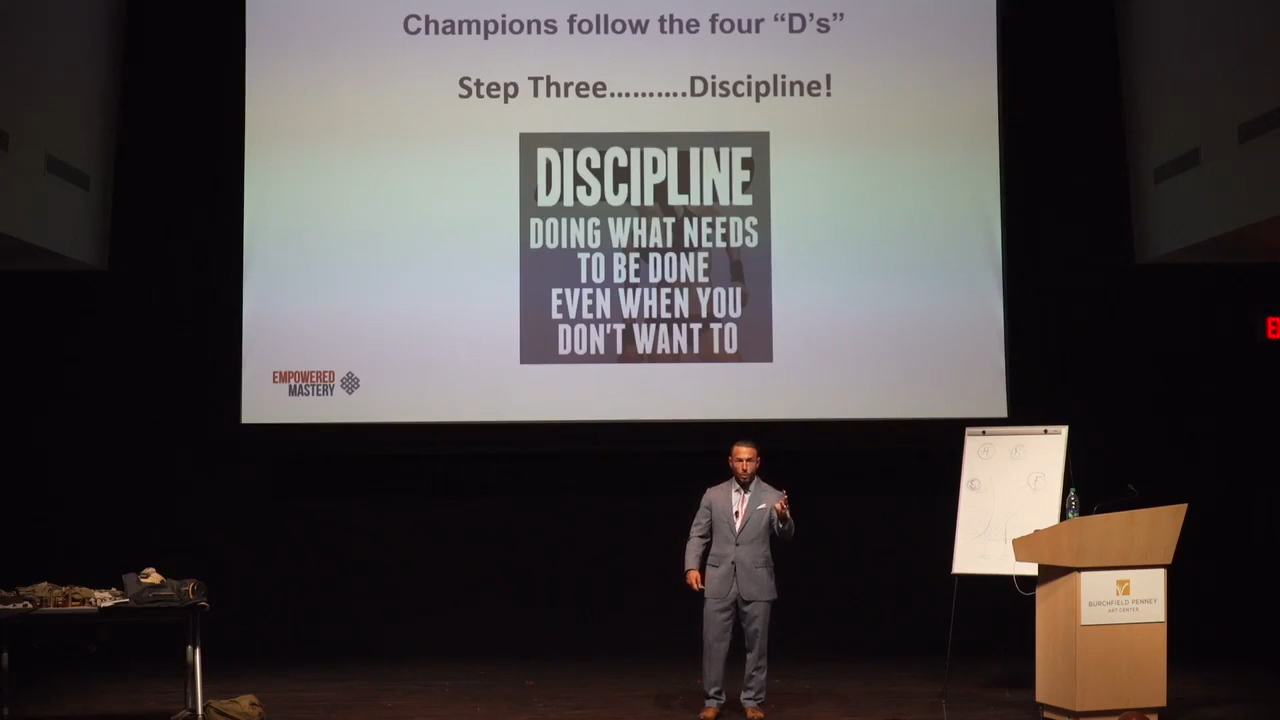 Champions follow the four “D’s”
Step Three……….Discipline!
DISCIPLINE
DOING WHAT NEEDS
TO BE DONE
EVEN WHEN YOU
DON'T WANT TO
EMPOWERED
MASTERY
BURCHFIELD PENNEY
ART CENTER